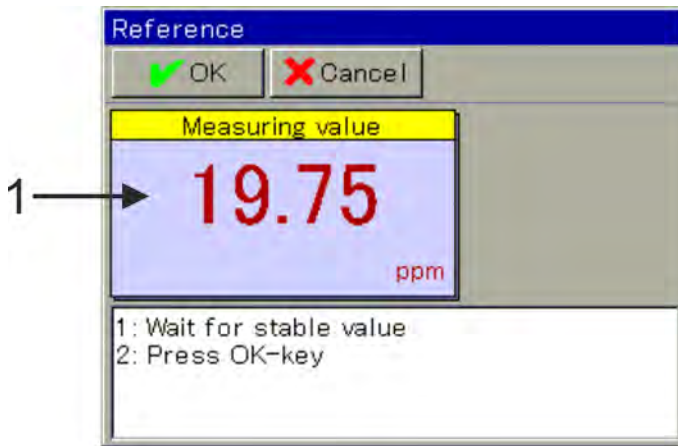 Reference
OK Cancel
Measuring value
1 19.75
ppm
1: Wait for stable value
2: Press OK-key